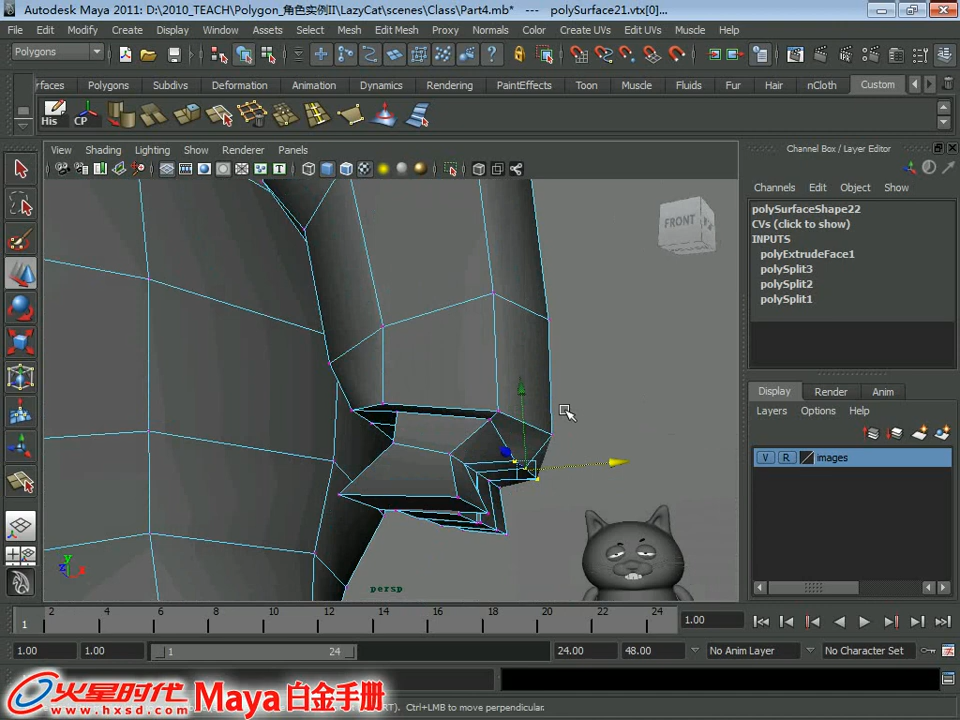 Autodesk Maya 2011: D:\2010_TEACH\Polygon_角色实例II\LazyCat\scenes\Class\Part4.mb* --- polySurface21.vtx[0]...
File Edit Modify Create Display Window Assets Select Mesh Edit Mesh Proxy Normals Color Create UVs Edit UVs Muscle Help
Polygons
rfaces Polygons Subdivs Deformation Animation Dynamics Rendering PaintEffects Toon Muscle Fluids Fur Hair nCloth Custom
His CP
View Shading Lighting Show Renderer Panels
Channel Box / Layer Editor
Channels Edit Object Show
polySurfaceShape22
CVs (click to show)
INPUTS
polyExtrudeFace1
polySplit3
polySplit2
polySplit1
FRONT
Display Render Anim
Layers Options Help
V R images
y
z x
persp
2 4 6 8 10 12 14 16 18 20 22 24
1 1.00
1.00 1.00 1 24 24.00 48.00 No Anim Layer No Character Set
火星时代 Maya 白金手册
www.hxsd.com
RT). Ctrl+MMB to move perpendicular.